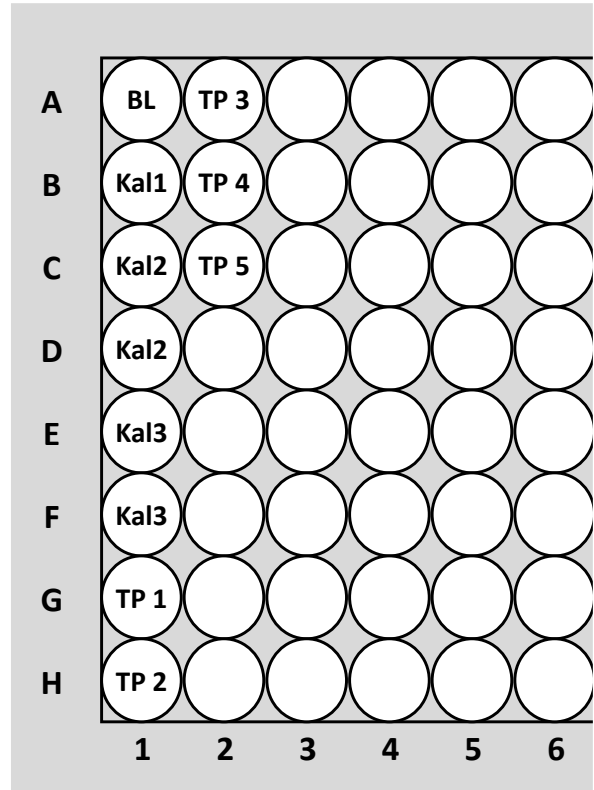 A BL TP 3
B Kal1 TP 4
C Kal2 TP 5
D Kal2
E Kal3
F Kal3
G TP 1
H TP 2
1 2 3 4 5 6